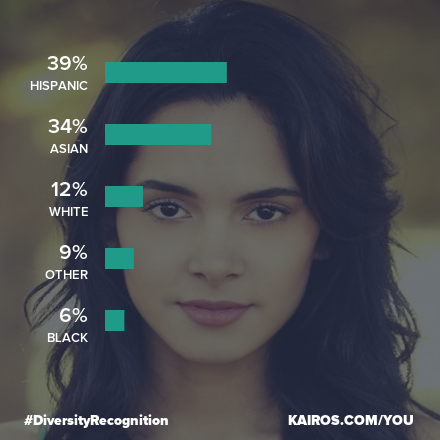 39%
HISPANIC
34%
ASIAN
12%
WHITE
9%
OTHER
6%
BLACK
#DiversityRecognition KAIROS.COM/YOU